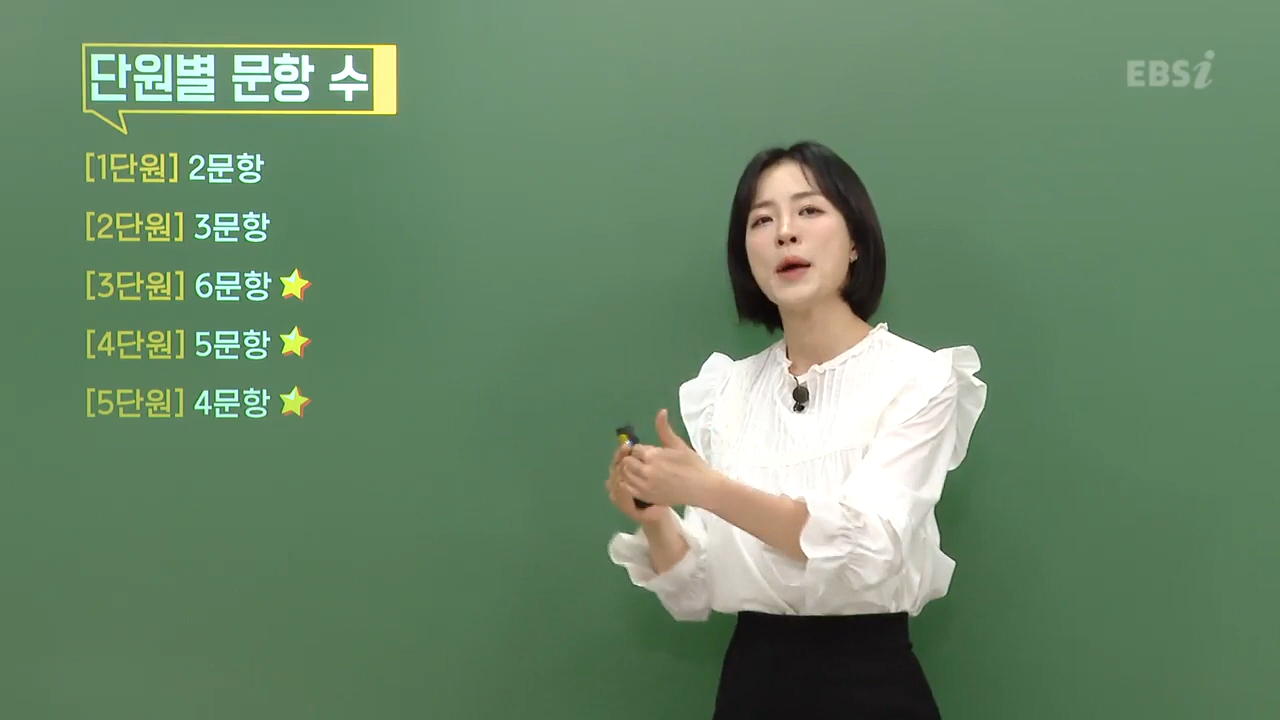 단원별 문항 수
EBSi
[1단원] 2문항
[2단원] 3문항
[3단원] 6문항
[4단원] 5문항
[5단원] 4문항